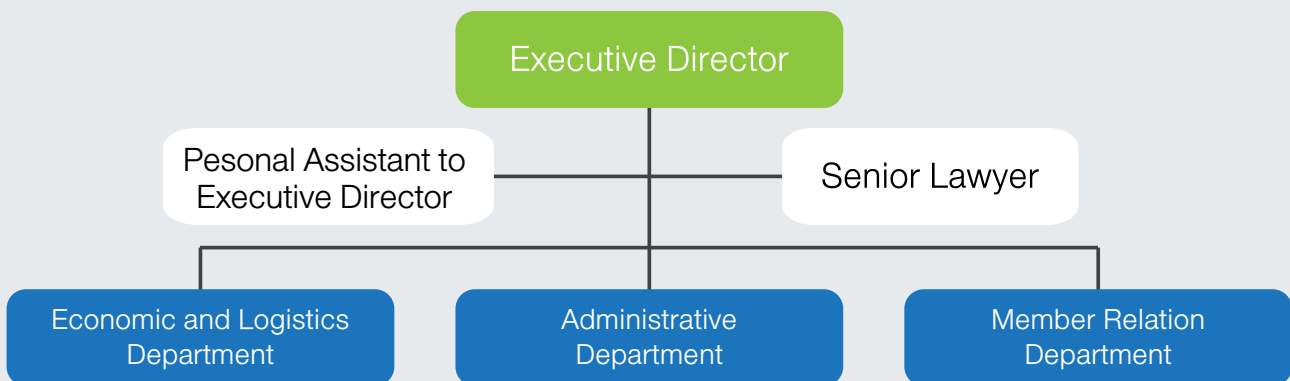 Executive Director
Pesonal Assistant to
Executive Director
Senior Lawyer
Economic and Logistics
Department
Administrative
Department
Member Relation
Department